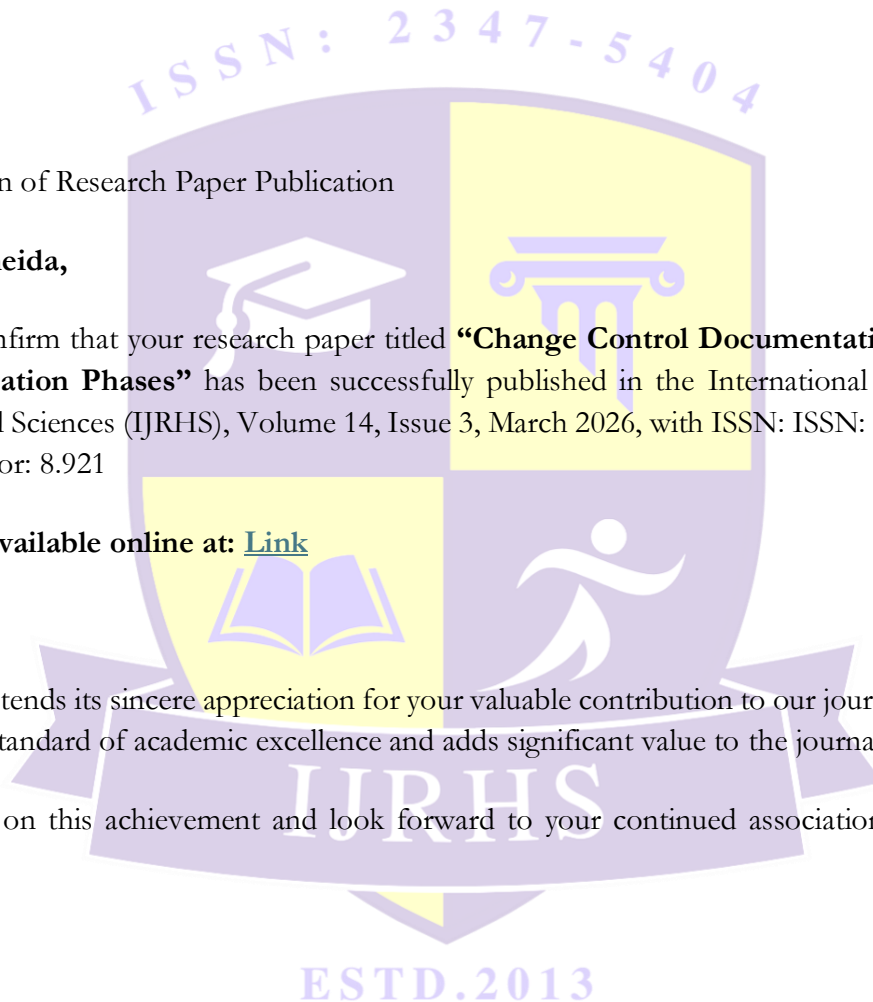 ISSN: 2347-5404
n of Research Paper Publication
neida,
nfirm that your research paper titled “Change Control Documentati
ation Phases” has been successfully published in the International
l Sciences (IJRHS), Volume 14, Issue 3, March 2026, with ISSN: ISSN:
or: 8.921
vailable online at: Link
tends its sincere appreciation for your valuable contribution to our jour
tandard of academic excellence and adds significant value to the journa
IJRHS
on this achievement and look forward to your continued association
ESTD.2013